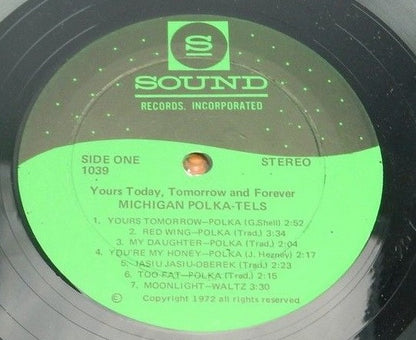 S
SOUND
RECORDS, INCORPORATED
SIDE ONE STEREO
1039
Yours Today, Tomorrow and Forever
MICHIGAN POLKA-TELS
1. YOURS TOMORROW—POLKA (G.Shell) 2:52
2. RED WING—POLKA (Trad.) 3:34
3. MY DAUGHTER—POLKA (Trad.) 2:04
4. YOU'RE MY HONEY—POLKA (J. Hozney) 2:17
5. JASIU JASIU-OBEREK (Trad.) 2:23
6. TOO FAT—POLKA (Trad.) 2:15
7. MOONLIGHT—WALTZ 3:30
© Copyright 1972 all rights reserved